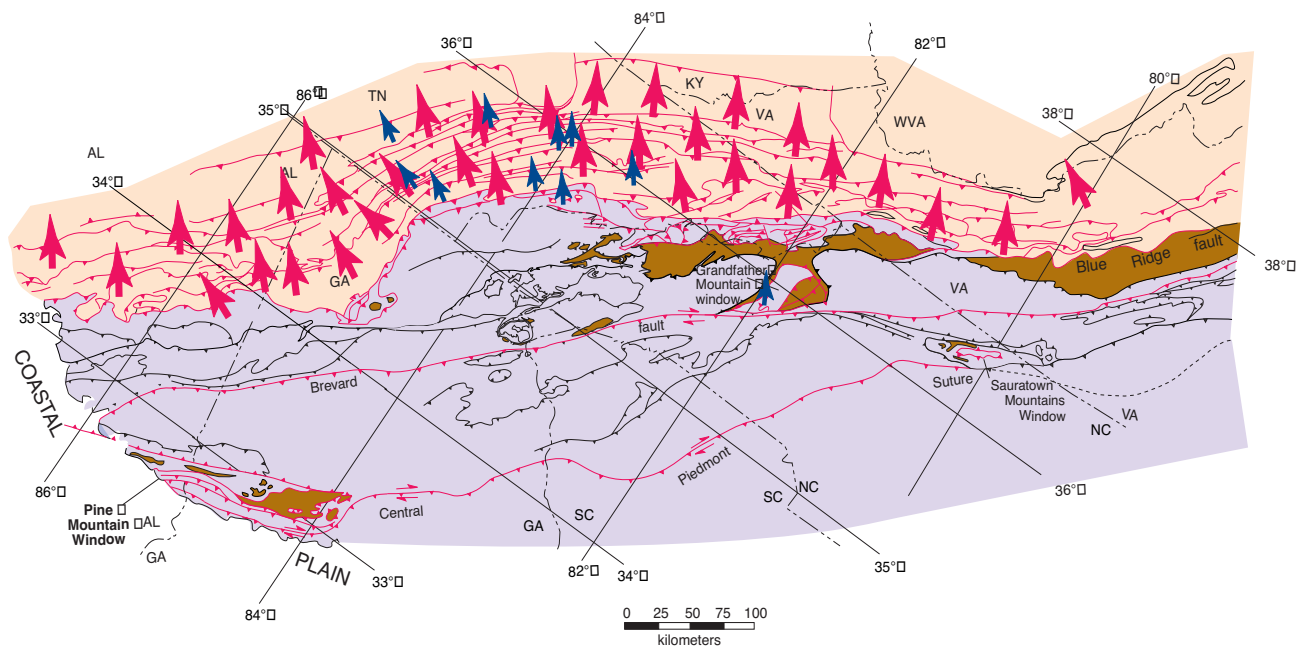 84°□
36°□
82°□
80°□
86°□
35°□
TN
KY
VA
WVA
38°□
AL
34°□
AL
GA
Blue Ridge fault
38°□
Grandfather□
Mountain□
window
VA
33°□
fault
Brevard
COASTAL
Suture
Sauratown
Mountains
Window
VA
NC
Piedmont
86°□
Pine □
Mountain
Window
□AL
GA
Central
GA
SC
SC
NC
36°□
PLAIN
33°□
82°□
34°□
35°□
84°□
0 25 50 75 100
kilometers